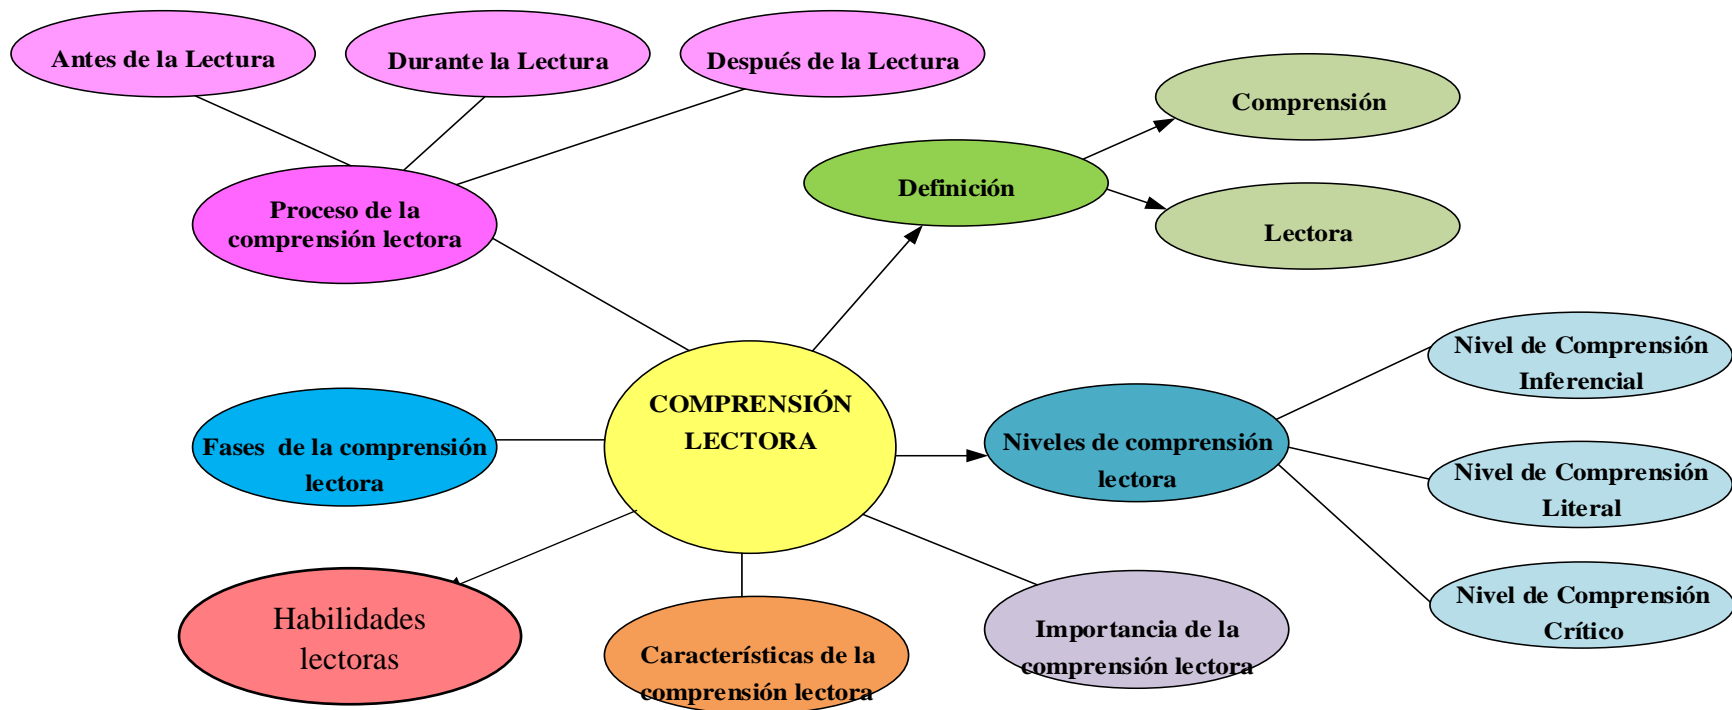 Antes de la Lectura
Durante la Lectura
Después de la Lectura
Comprensión
Definición
Proceso de la
comprensión lectora
Lectora
Nivel de Comprensión
Inferencial
COMPRENSIÓN
LECTORA
Fases de la comprensión
lectora
Niveles de comprensión
lectora
Nivel de Comprensión
Literal
Nivel de Comprensión
Crítico
Habilidades
lectoras
Características de la
comprensión lectora
Importancia de la
comprensión lectora